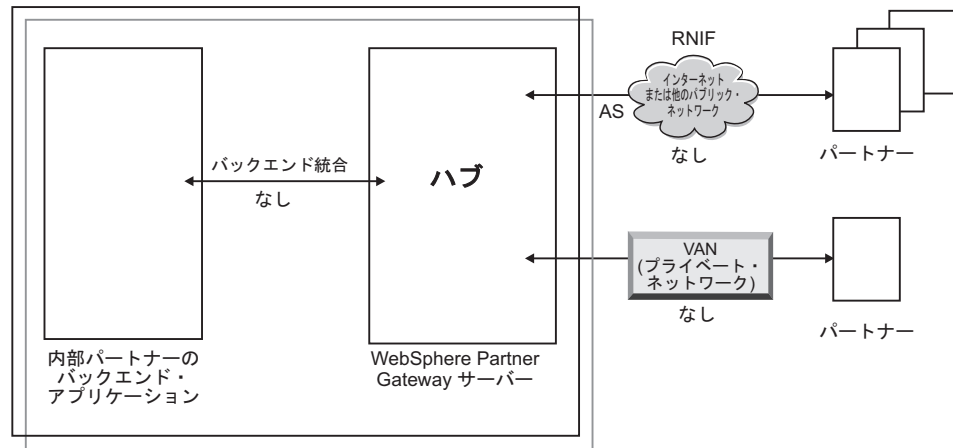 RNIF
インターネット
または他のパブリック・
ネットワーク
AS
なし
パートナー
バックエンド統合
なし
ハブ
VAN
(プライベート・
ネットワーク)
なし
パートナー
内部パートナーの
バックエンド・
アプリケーション
WebSphere Partner
Gateway サーバー